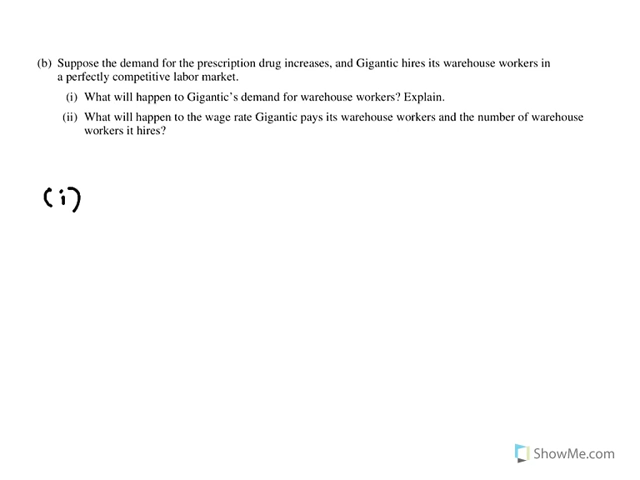 (b) Suppose the demand for the prescription drug increases, and Gigantic hires its warehouse workers in
a perfectly competitive labor market.
(i) What will happen to Gigantic's demand for warehouse workers? Explain.
(ii) What will happen to the wage rate Gigantic pays its warehouse workers and the number of warehouse
workers it hires?
(i)
ShowMe.com